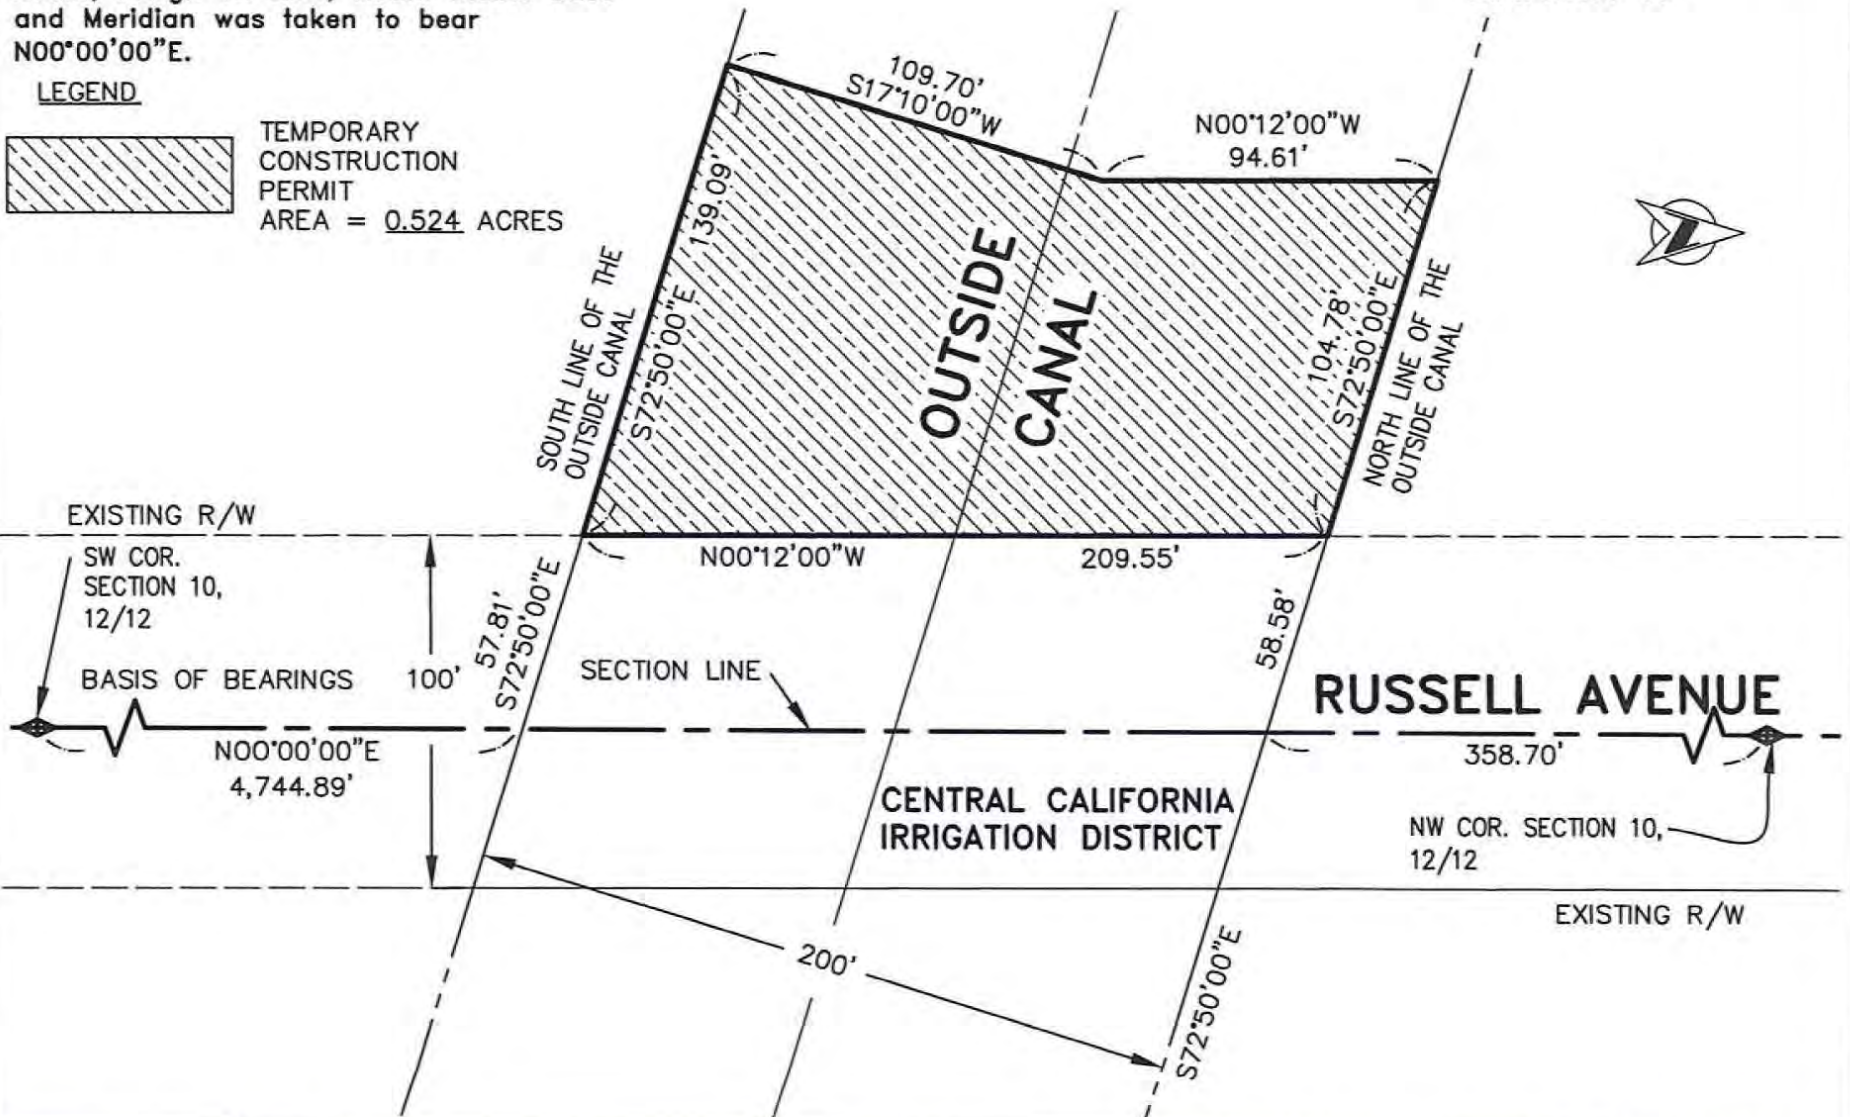 and Meridian was taken to bear
N00°00'00"E.
LEGEND
TEMPORARY
CONSTRUCTION
PERMIT
AREA = 0.524 ACRES
109.70'
S17°10'00"W
N00°12'00"W
94.61'
139.09'
S72°50'00"E
SOUTH LINE OF THE
OUTSIDE CANAL
OUTSIDE
CANAL
104.78'
S72°50'00"E
NORTH LINE OF THE
OUTSIDE CANAL
EXISTING R/W
SW COR.
SECTION 10,
12/12
N00°12'00"W
209.55'
57.81'
S72°50'00"E
58.58'
BASIS OF BEARINGS
100'
SECTION LINE
RUSSELL AVENUE
N00°00'00"E
4,744.89'
358.70'
CENTRAL CALIFORNIA
IRRIGATION DISTRICT
NW COR. SECTION 10,
12/12
EXISTING R/W
200'
S72°50'00"E